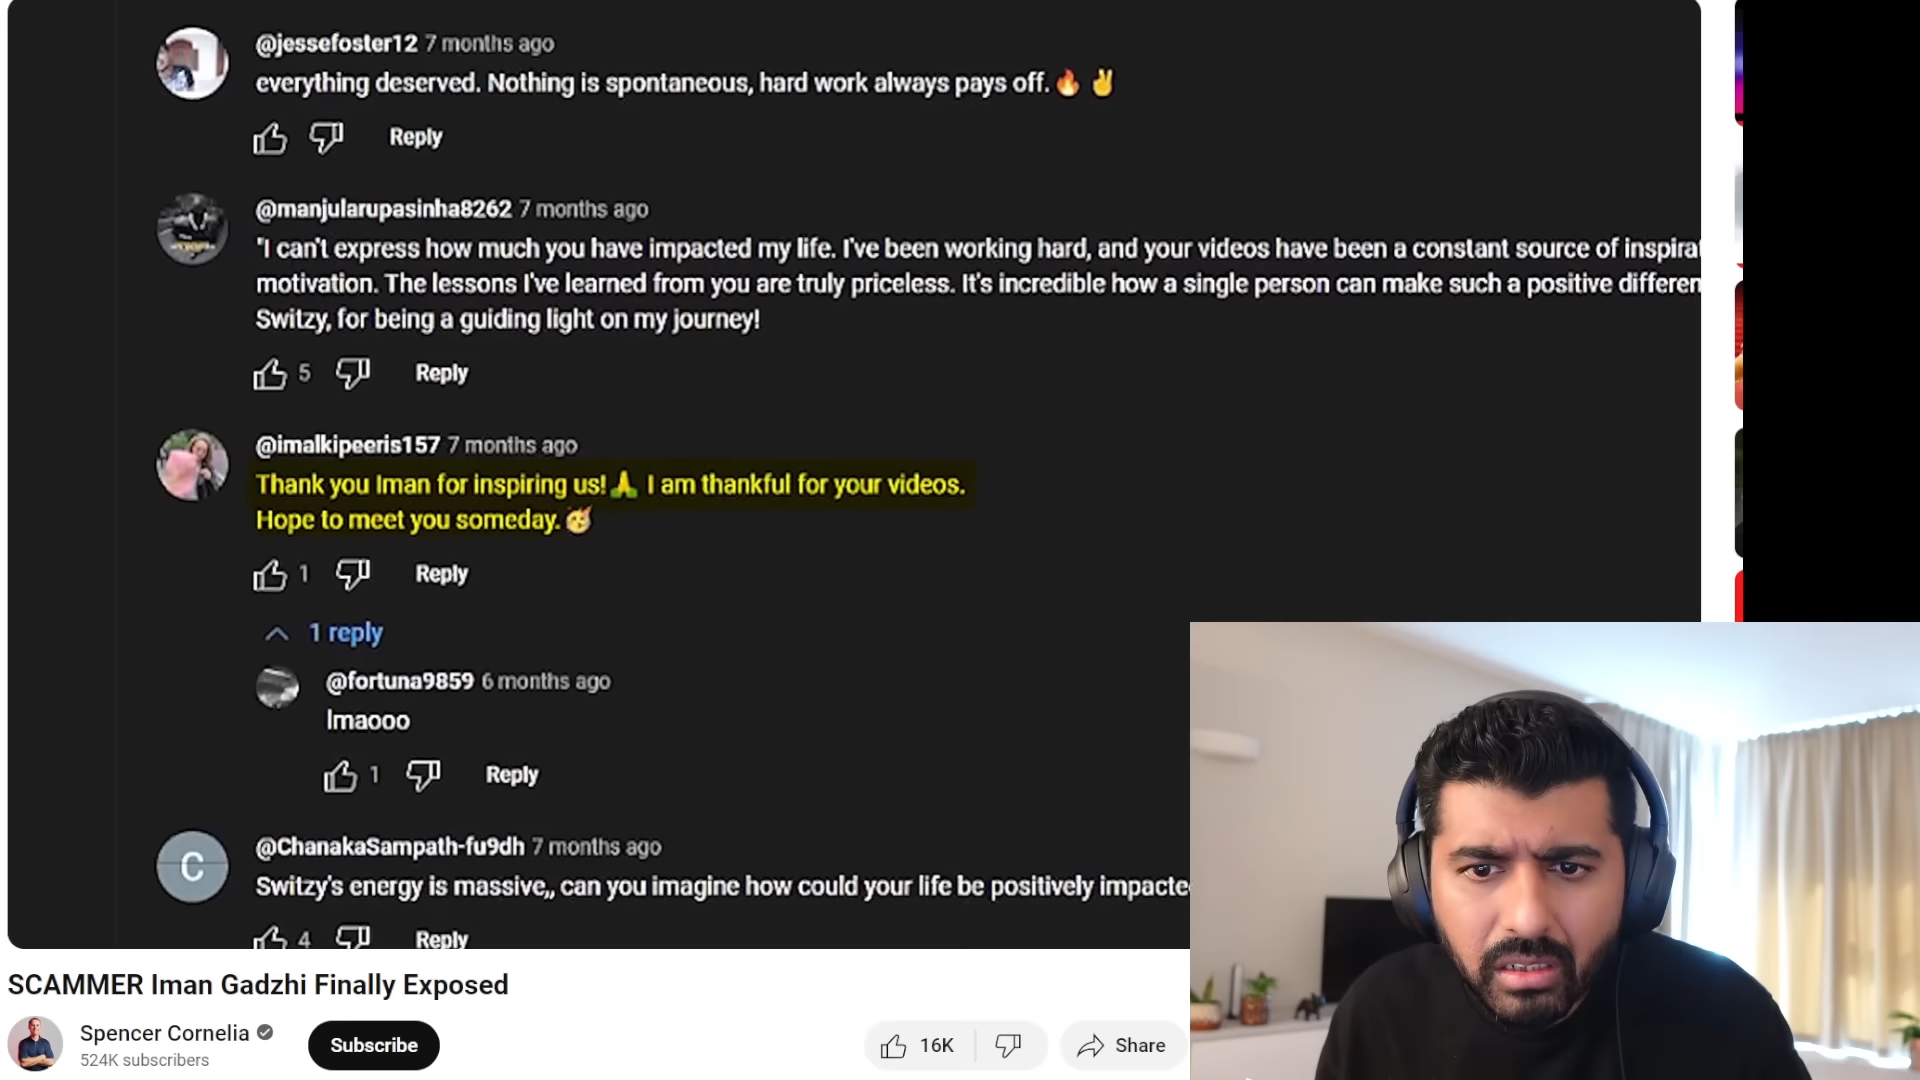 @jessefoster12 7 months ago
everything deserved. Nothing is spontaneous, hard work always pays off.🔥 ✌️
Reply
@manjularupasinha8262 7 months ago
"I can't express how much you have impacted my life. I've been working hard, and your videos have been a constant source of inspira
motivation. The lessons I've learned from you are truly priceless. It's incredible how a single person can make such a positive differen
Switzy, for being a guiding light on my journey!
5 Reply
@imalkipeeris157 7 months ago
Thank you Iman for inspiring us!🙏 I am thankful for your videos.
Hope to meet you someday.🥳
1 Reply
1 reply
@fortuna9859 6 months ago
lmaooo
1 Reply
C
@ChanakaSampath-fu9dh 7 months ago
Switzy's energy is massive,, can you imagine how could your life be positively impacte
4 Reply
SCAMMER Iman Gadzhi Finally Exposed
Spencer Cornelia
524K subscribers
Subscribe
16K
Share